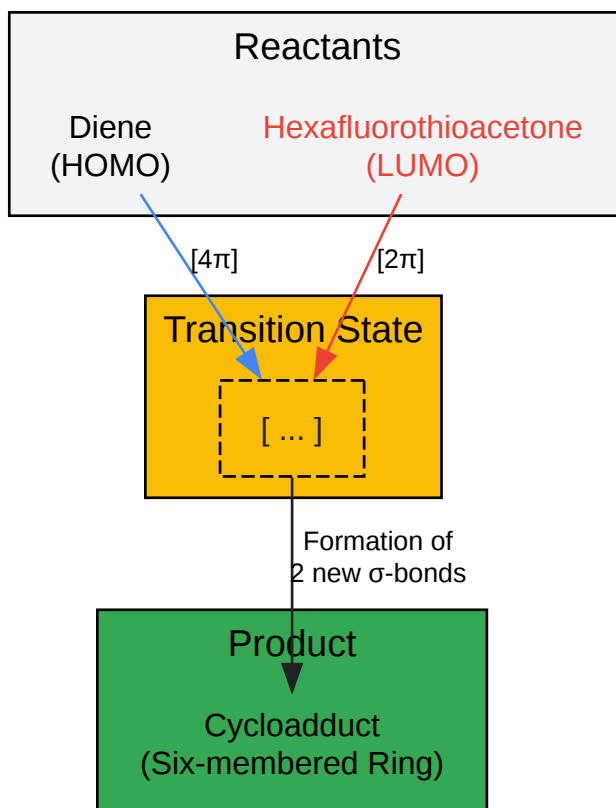 Reactants
Diene
(HOMO)
Hexafluorothioacetone
(LUMO)
[4π]
[2π]
Transition State
[ ... ]
Formation of
2 new σ-bonds
Product
Cycloadduct
(Six-membered Ring)